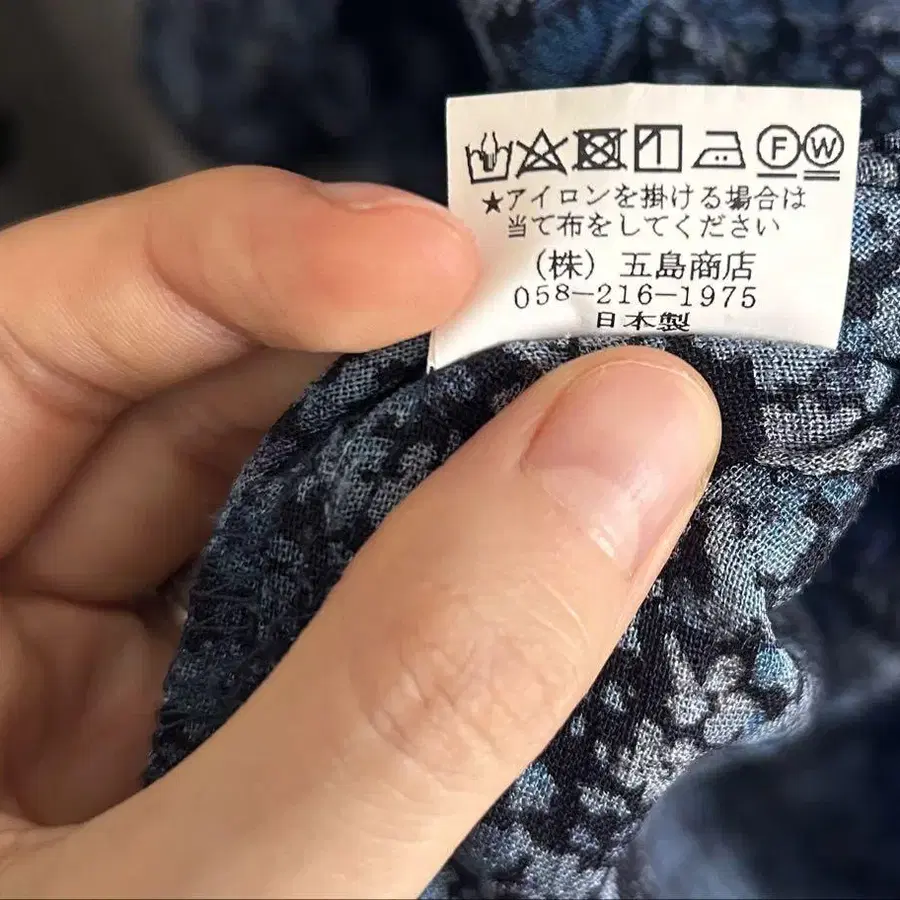 F W
★アイロンを掛ける場合は
当て布をしてください
(株) 五島商店
058-216-1975
日本製